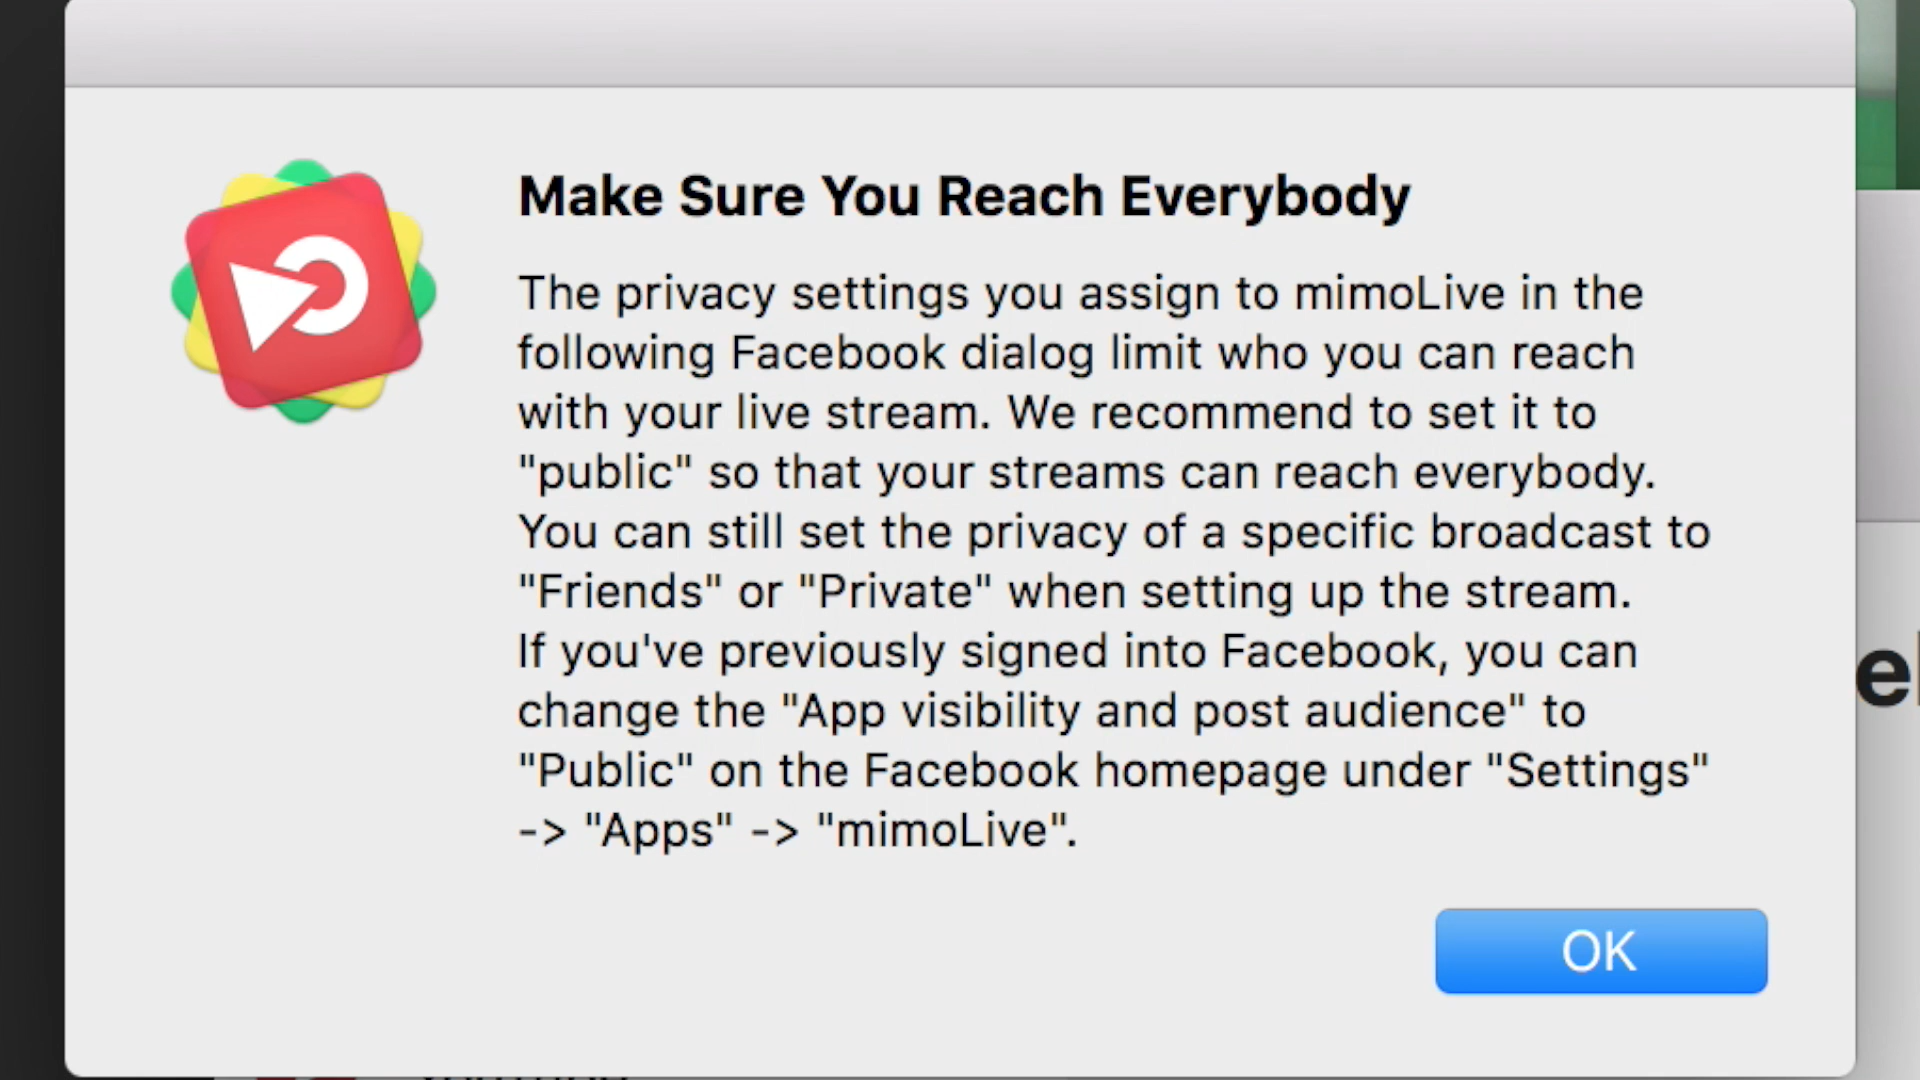 Make Sure You Reach Everybody
The privacy settings you assign to mimoLive in the
following Facebook dialog limit who you can reach
with your live stream. We recommend to set it to
"public" so that your streams can reach everybody.
You can still set the privacy of a specific broadcast to
"Friends" or "Private" when setting up the stream.
If you've previously signed into Facebook, you can
change the "App visibility and post audience" to
"Public" on the Facebook homepage under "Settings"
-> "Apps" -> "mimoLive".
OK